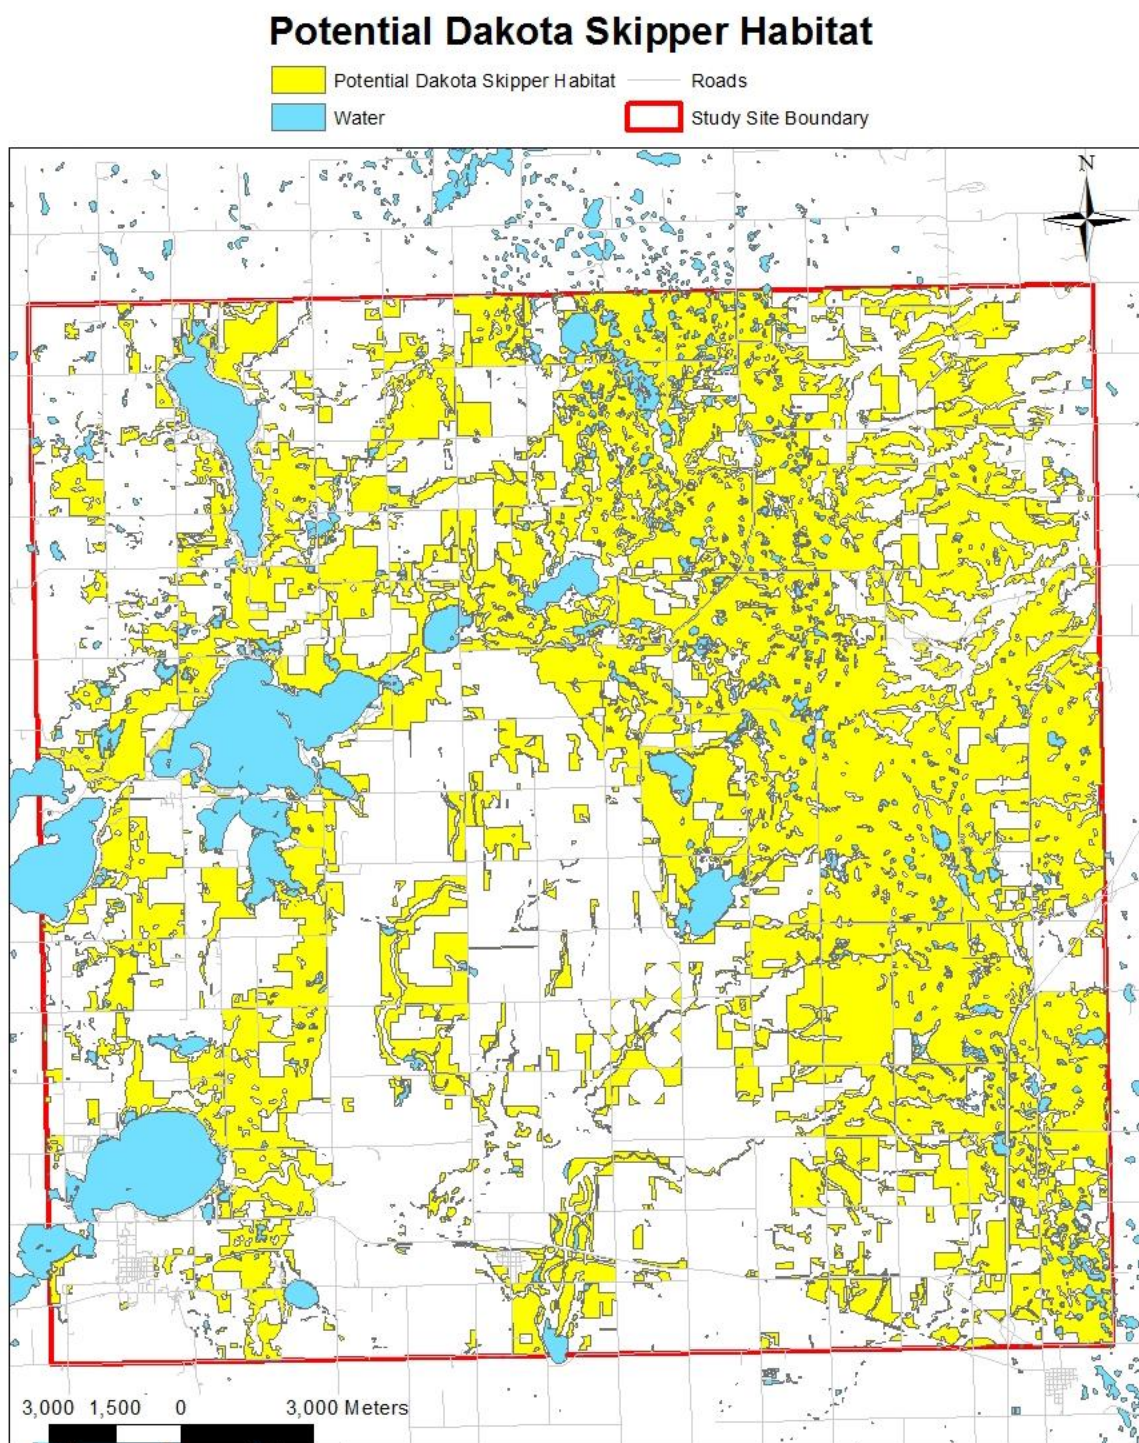 Potential Dakota Skipper Habitat
Potential Dakota Skipper Habitat
Roads
Water
Study Site Boundary
N
3,000 1,500 0 3,000 Meters